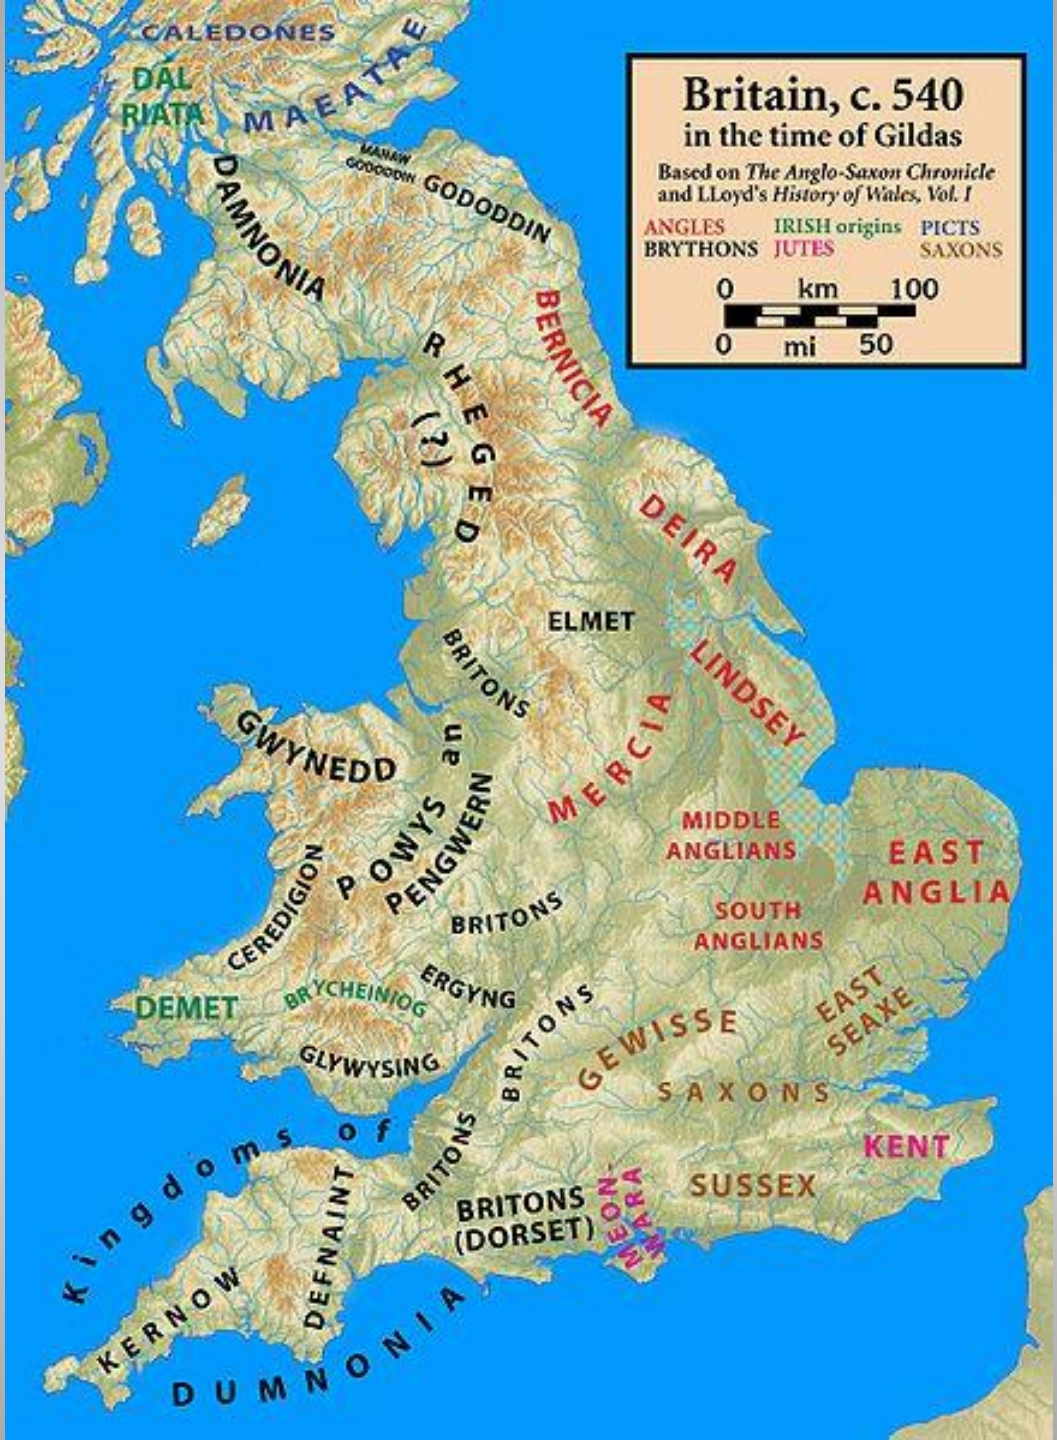 CALEDONES
DÁL
RIATA
MAEATAE
MANAW
GODODDIN
GODODDIN
DAMNONIA
Britain, c. 540
in the time of Gildas
Based on The Anglo-Saxon Chronicle
and LLoyd's History of Wales, Vol. I
ANGLES IRISH origins PICTS
BRYTHONS JUTES SAXONS
0 km 100
0 mi 50
BERNICIA
RHEGED
(?)
DEIRA
ELMET
BRITONS
LINDSEY
GWYNEDD
MERCIA
POWYS an
PENGWERN
MIDDLE
ANGLIANS
EAST
ANGLIA
CEREDIGION
BRITONS
SOUTH
ANGLIANS
DEMET
BRYCHEINIOG
ERGYNG
GLYWYSING
BRITONS
GEWISSE
EAST
SEAXE
SAXONS
KENT
Kingdoms of
BRITONS
BRITONS
(DORSET)
MEON-
WARA
SUSSEX
DEFNAINT
KERNOW
DUMNONIA